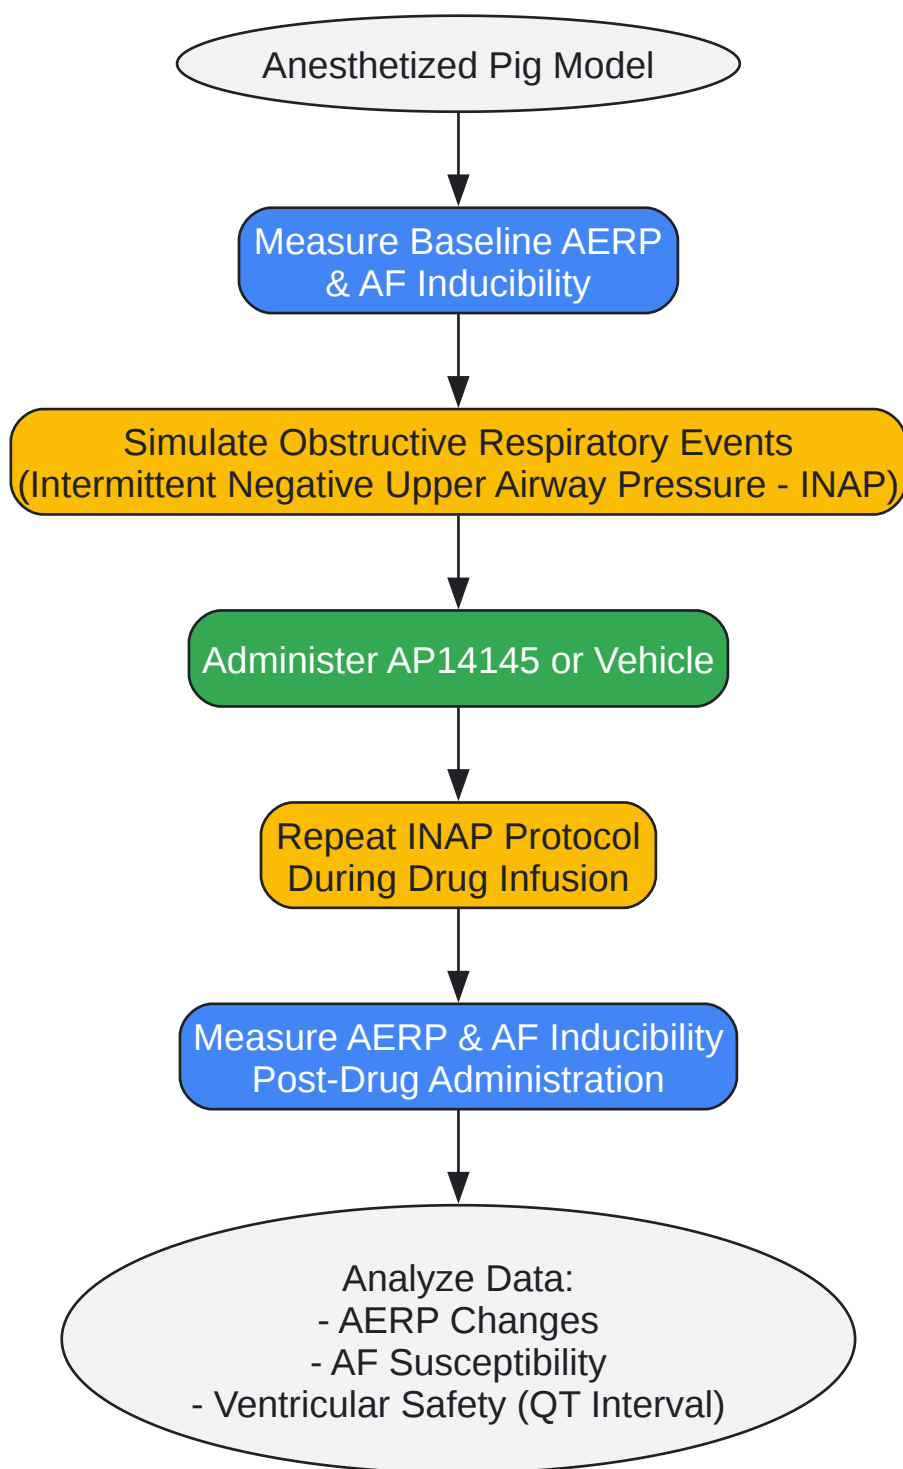 Anesthetized Pig Model
Measure Baseline AERP
& AF Inducibility
Simulate Obstructive Respiratory Events
(Intermittent Negative Upper Airway Pressure - INAP)
Administer AP14145 or Vehicle
Repeat INAP Protocol
During Drug Infusion
Measure AERP & AF Inducibility
Post-Drug Administration
Analyze Data:
- AERP Changes
- AF Susceptibility
- Ventricular Safety (QT Interval)